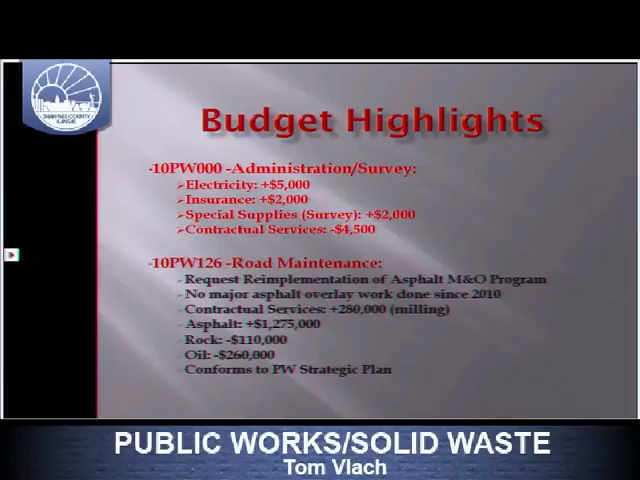 SHAWNEE COUNTY
KANSAS
Budget Highlights
10PW000 -Administration/Survey:
Electricity: +$5,000
Insurance: +$2,000
Special Supplies (Survey): +$2,000
Contractual Services: -$4,500
10PW126 -Road Maintenance:
Request Reimplementation of Asphalt M&O Program
No major asphalt overlay work done since 2010
Contractual Services: +280,000 (milling)
Asphalt: +$1,275,000
Rock: -$110,000
Oil: -$260,000
Conforms to PW Strategic Plan
PUBLIC WORKS/SOLID WASTE
Tom Vlach